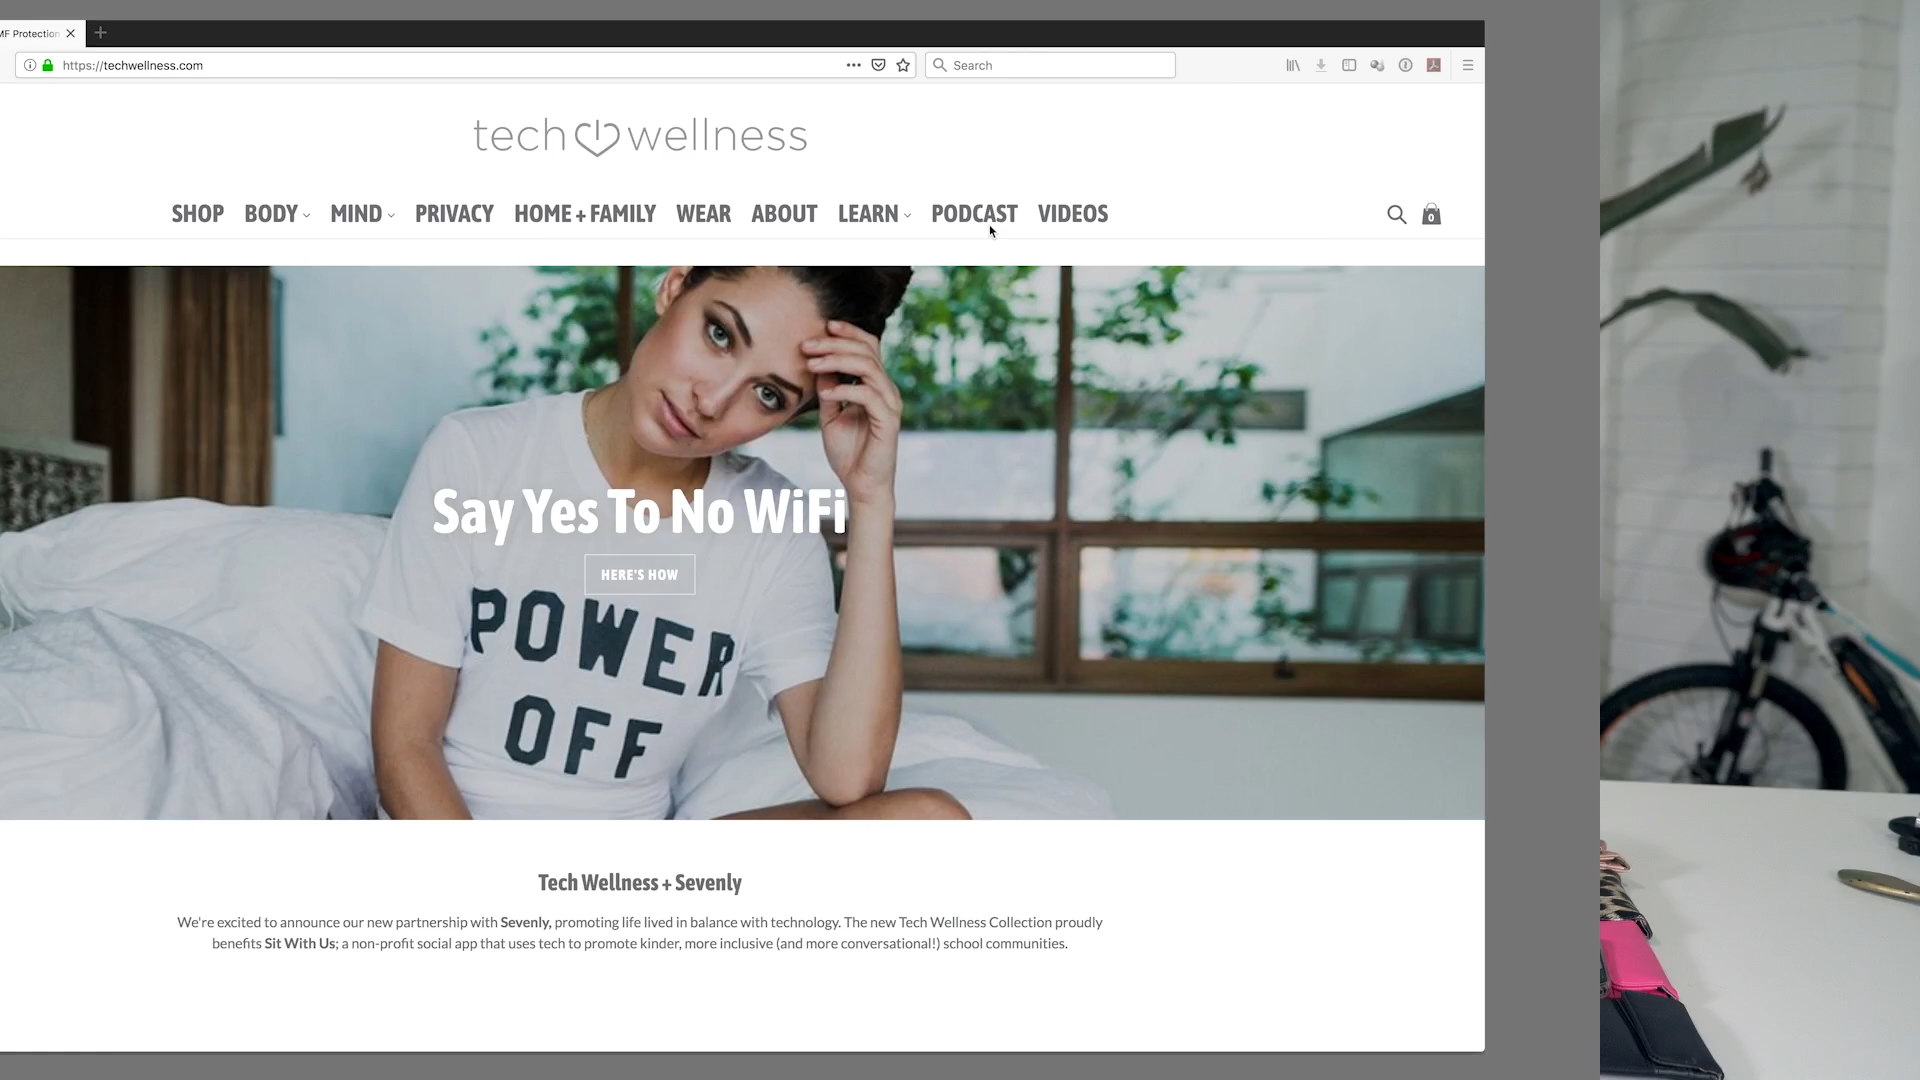 MF Protection
https://techwellness.com
Search
tech wellness
SHOP BODY MIND PRIVACY HOME + FAMILY WEAR ABOUT LEARN PODCAST VIDEOS
0
Say Yes To No WiFi
HERE'S HOW
POWER
OFF
Tech Wellness + Sevenly
We're excited to announce our new partnership with Sevenly, promoting life lived in balance with technology. The new Tech Wellness Collection proudly
benefits Sit With Us; a non-profit social app that uses tech to promote kinder, more inclusive (and more conversational!) school communities.